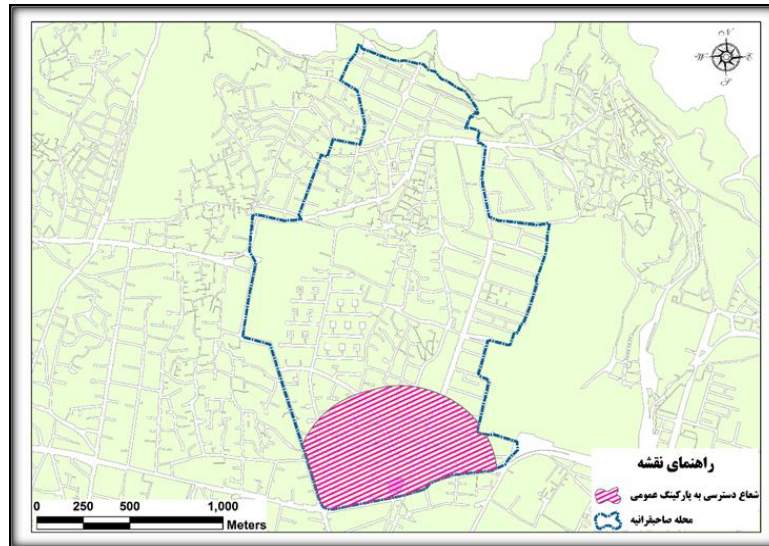 N
W E
S
راهنمای نقشه
شعاع دسترسی به پارکینگ عمومی
محله صاحبقرانیه
0 250 500 1,000
Meters